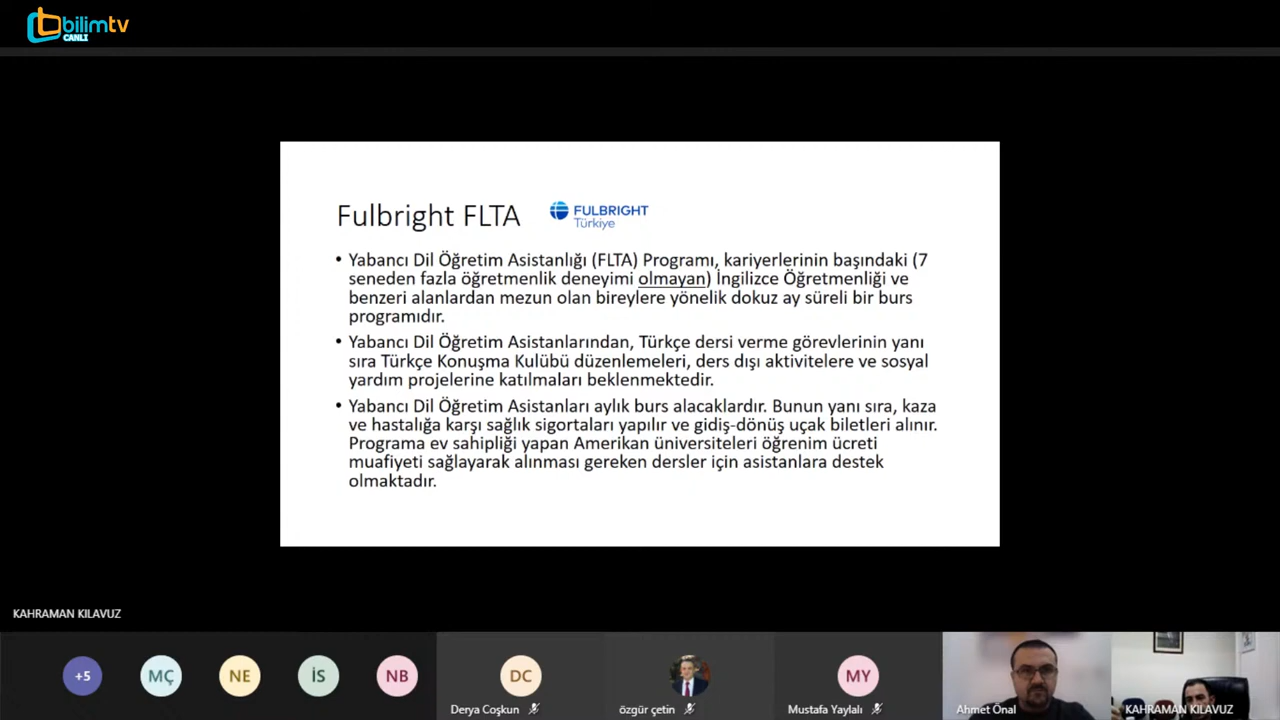 bilimtv
CANLI
Fulbright FLTA
FULBRIGHT
Türkiye
• Yabancı Dil Öğretim Asistanlığı (FLTA) Programı, kariyerlerinin başındaki (7
seneden fazla öğretmenlik deneyimi olmayan) İngilizce Öğretmenliği ve
benzeri alanlardan mezun olan bireylere yönelik dokuz ay süreli bir burs
programıdır.
• Yabancı Dil Öğretim Asistanlarından, Türkçe dersi verme görevlerinin yanı
sıra Türkçe Konuşma Kulübü düzenlemeleri, ders dışı aktivitelere ve sosyal
yardım projelerine katılmaları beklenmektedir.
• Yabancı Dil Öğretim Asistanları aylık burs alacaklardır. Bunun yanı sıra, kaza
ve hastalığa karşı sağlık sigortaları yapılır ve gidiş-dönüş uçak biletleri alınır.
Programa ev sahipliği yapan Amerikan üniversiteleri öğrenim ücreti
muafiyeti sağlayarak alınması gereken dersler için asistanlara destek
olmaktadır.
KAHRAMAN KILAVUZ
+5
MÇ
NE
İS
NB
DC
MY
Derya Coşkun
özgür çetin
Mustafa Yaylalı
Ahmet Önal
KAHRAMAN KILAVUZ